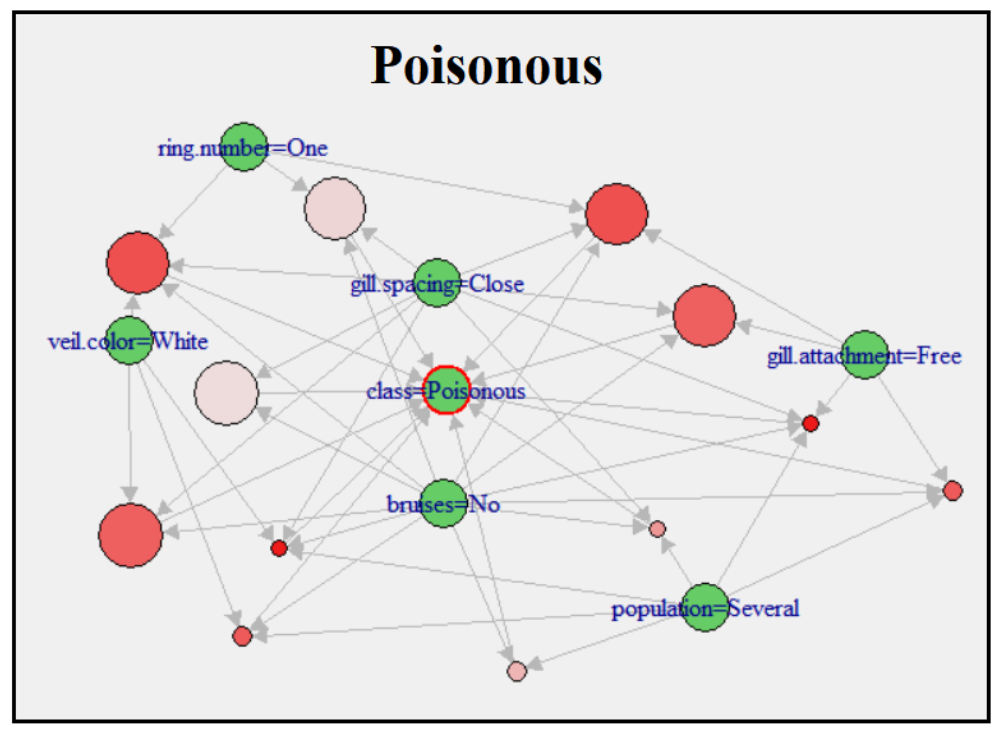 Poisonous
ring.number=One
gill.spacing=Close
veil.color=White
gill.attachment=Free
class=Poisonous
bruises=No
population=Several